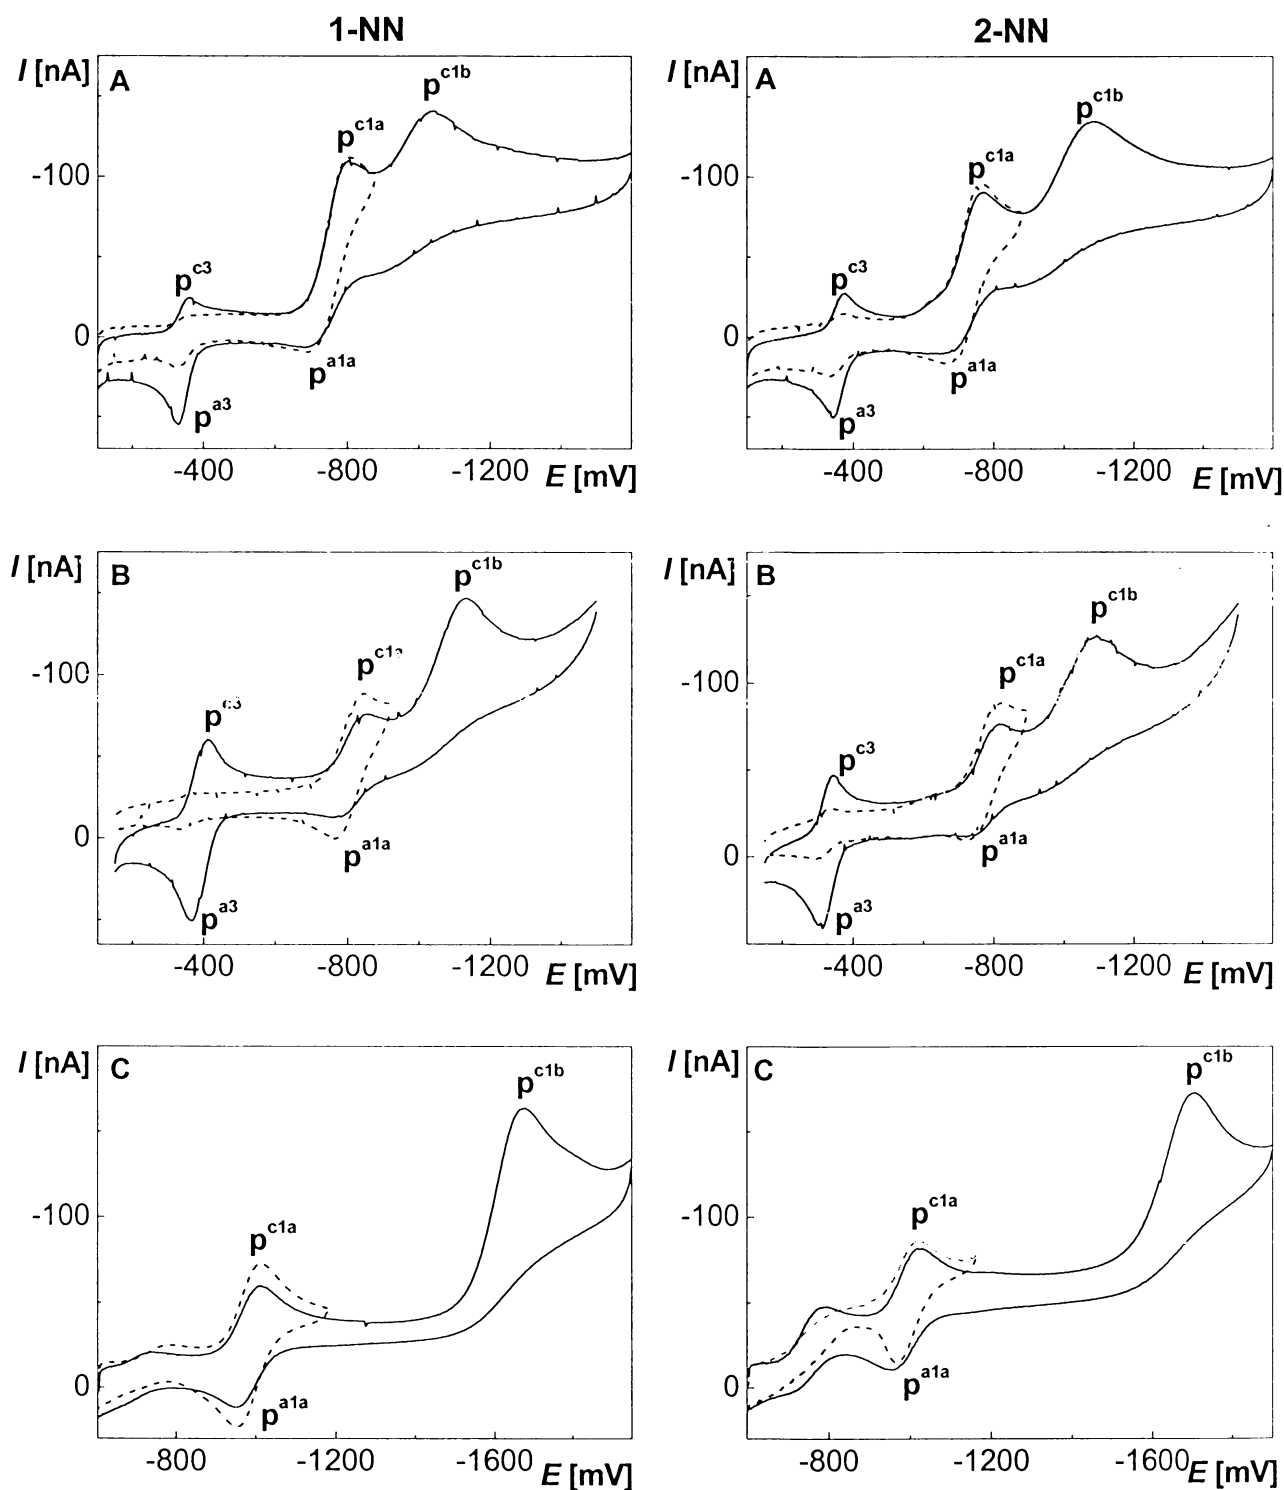 1-NN
2-NN
I [nA]
A
p^c1b
p^c1a
p^c3
-100
0
p^a1a
p^a3
-400
-800
-1200
E [mV]
I [nA]
A
p^c1b
p^c1a
p^c3
-100
0
p^a1a
p^a3
-400
-800
-1200
E [mV]
I [nA]
B
p^c1b
p^c1a
p^c3
-100
0
p^a1a
p^a3
-400
-800
-1200
E [mV]
I [nA]
B
p^c1b
p^c1a
p^c3
-100
0
p^a1a
p^a3
-400
-800
-1200
E [mV]
I [nA]
C
p^c1b
p^c1a
-100
0
p^a1a
-800
-1200
-1600
E [mV]
I [nA]
C
p^c1b
p^c1a
-100
0
p^a1a
-800
-1200
-1600
E [mV]